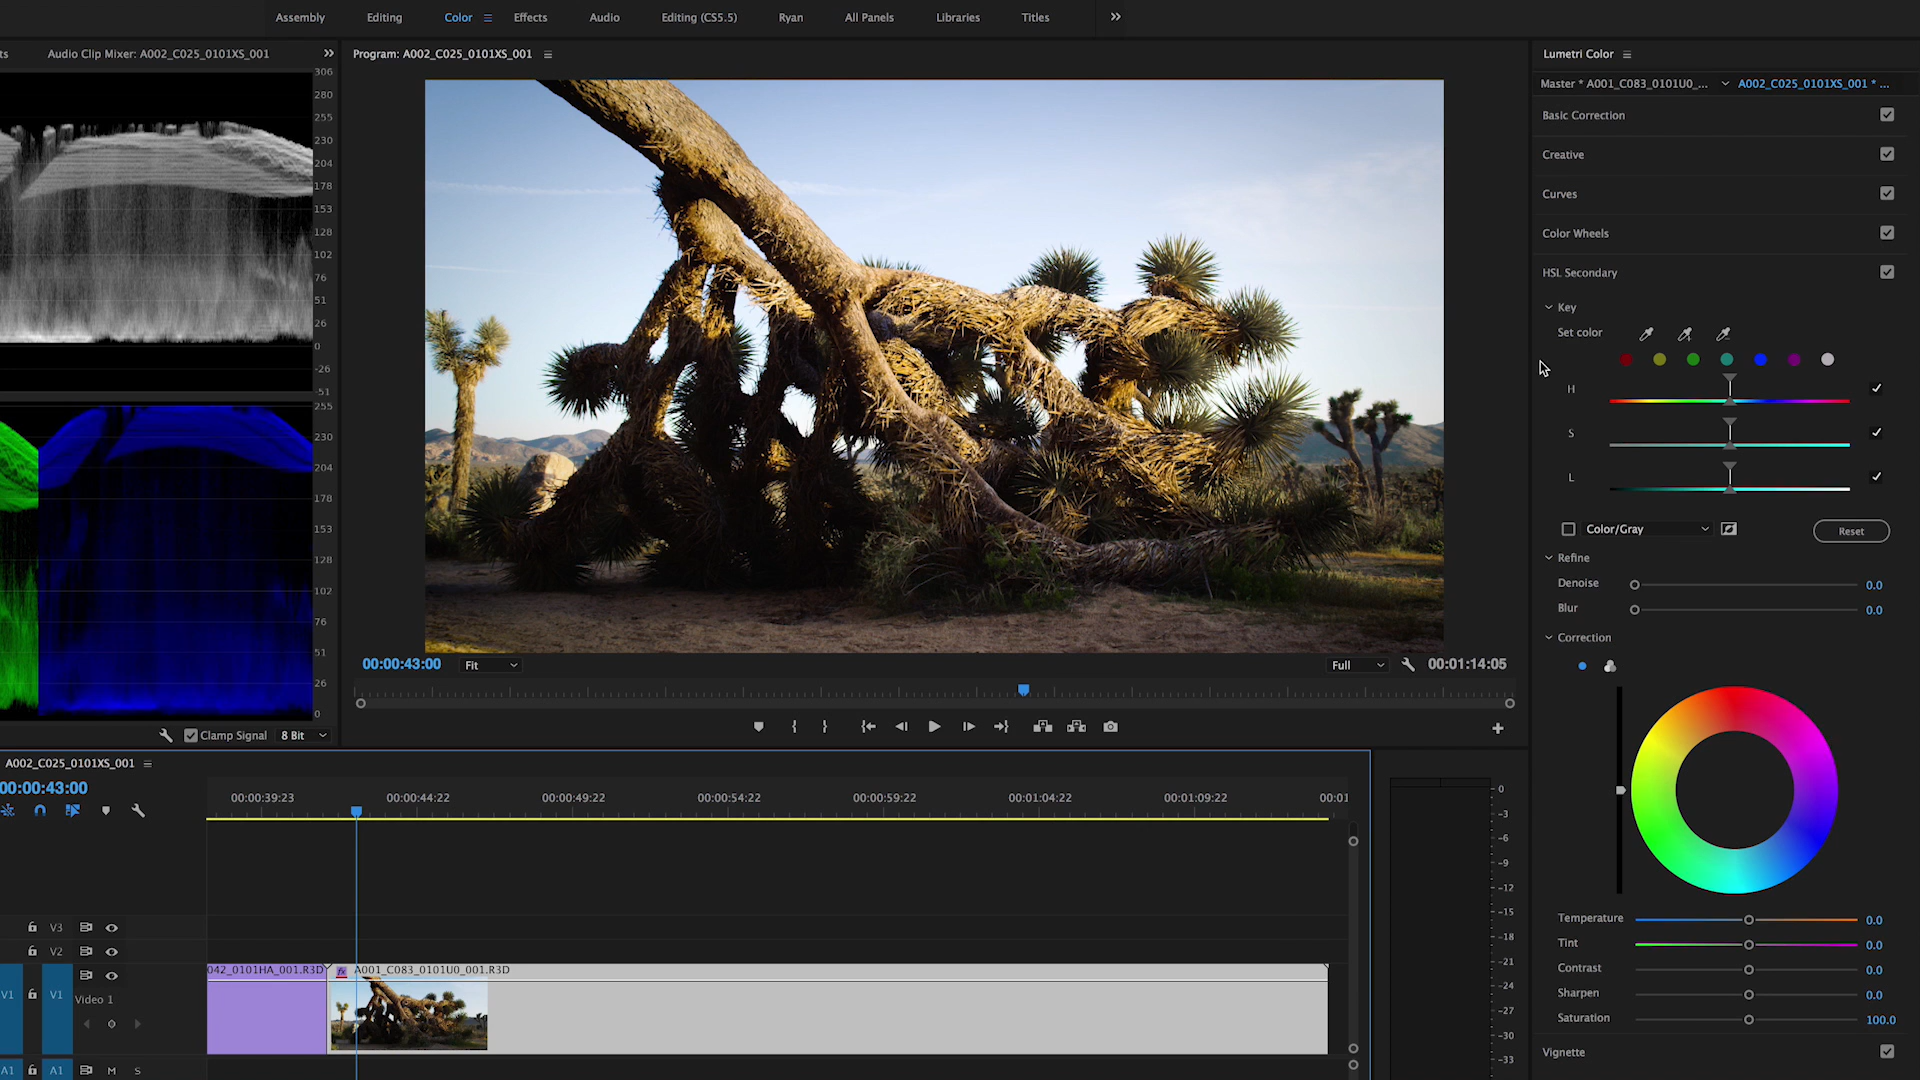 Assembly Editing Color Effects Audio Editing (CS5.5) Ryan All Panels Libraries Titles
ts Audio Clip Mixer: A002_C025_0101XS_001
Program: A002_C025_0101XS_001
Lumetri Color
Master * A001_C083_0101U0_... A002_C025_0101XS_001 * ...
Basic Correction
Creative
Curves
Color Wheels
HSL Secondary
Key
Set color
H
S
L
Color/Gray Reset
Refine
Denoise 0.0
Blur 0.0
Correction
Temperature 0.0
Tint 0.0
Contrast 0.0
Sharpen 0.0
Saturation 100.0
Vignette
306
280
255
230
204
178
153
128
102
76
51
26
0
-26
-51
255
230
204
178
153
128
102
76
51
26
0
Clamp Signal 8 Bit
00:00:43:00 Fit Full 00:01:14:05
A002_C025_0101XS_001
00:00:43:00
00:00:39:23 00:00:44:22 00:00:49:22 00:00:54:22 00:00:59:22 00:01:04:22 00:01:09:22 00:01
V3
V2
042_0101HA_001.R3D fx A001_C083_0101U0_001.R3D
V1 V1 Video 1
A1 A1 M S
0
-3
-6
-9
-12
-15
-18
-21
-24
-27
-30
-33